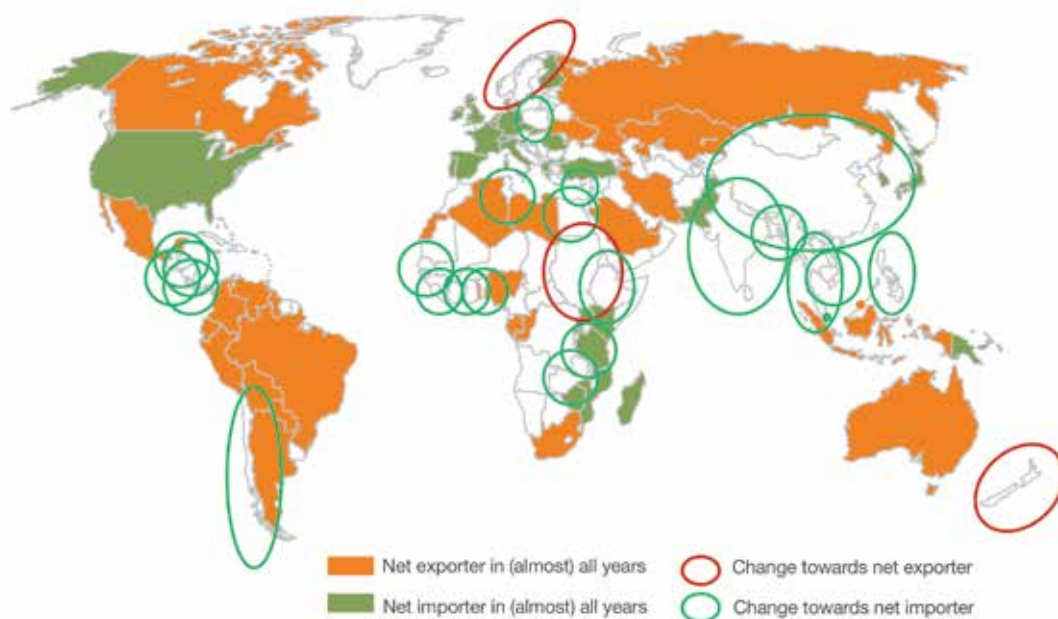 Net exporter in (almost) all years
Change towards net exporter
Net importer in (almost) all years
Change towards net importer